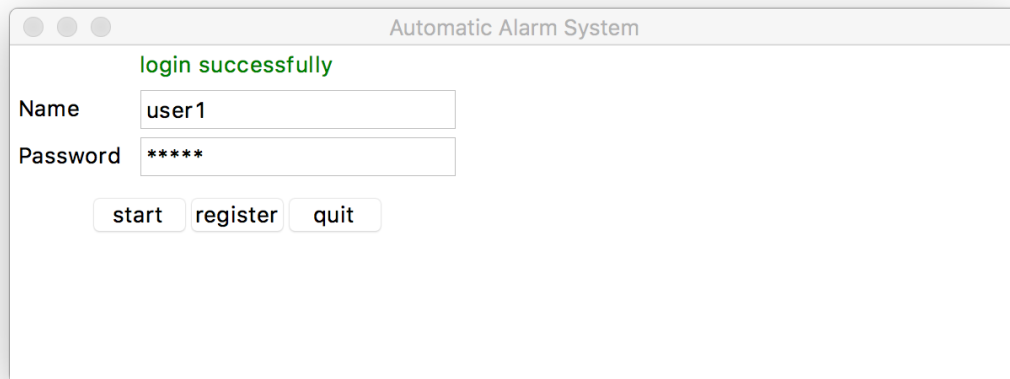 Automatic Alarm System
login successfully
Name user1
Password *****
start register quit